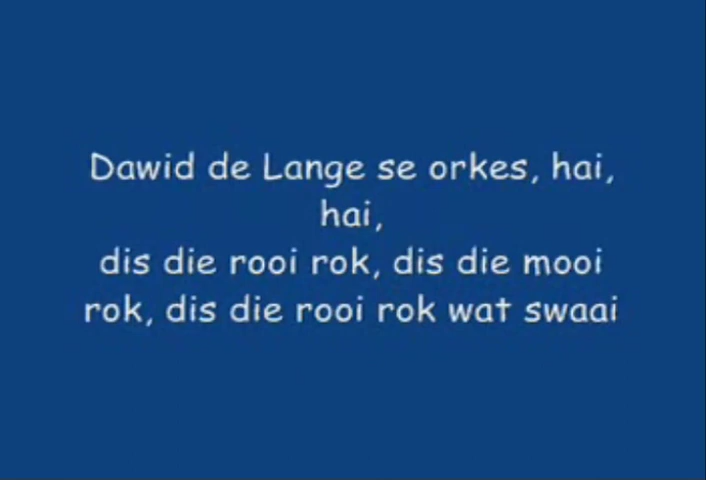 Dawid de Lange se orkes, hai,
hai,
dis die rooi rok, dis die mooi
rok, dis die rooi rok wat swaai